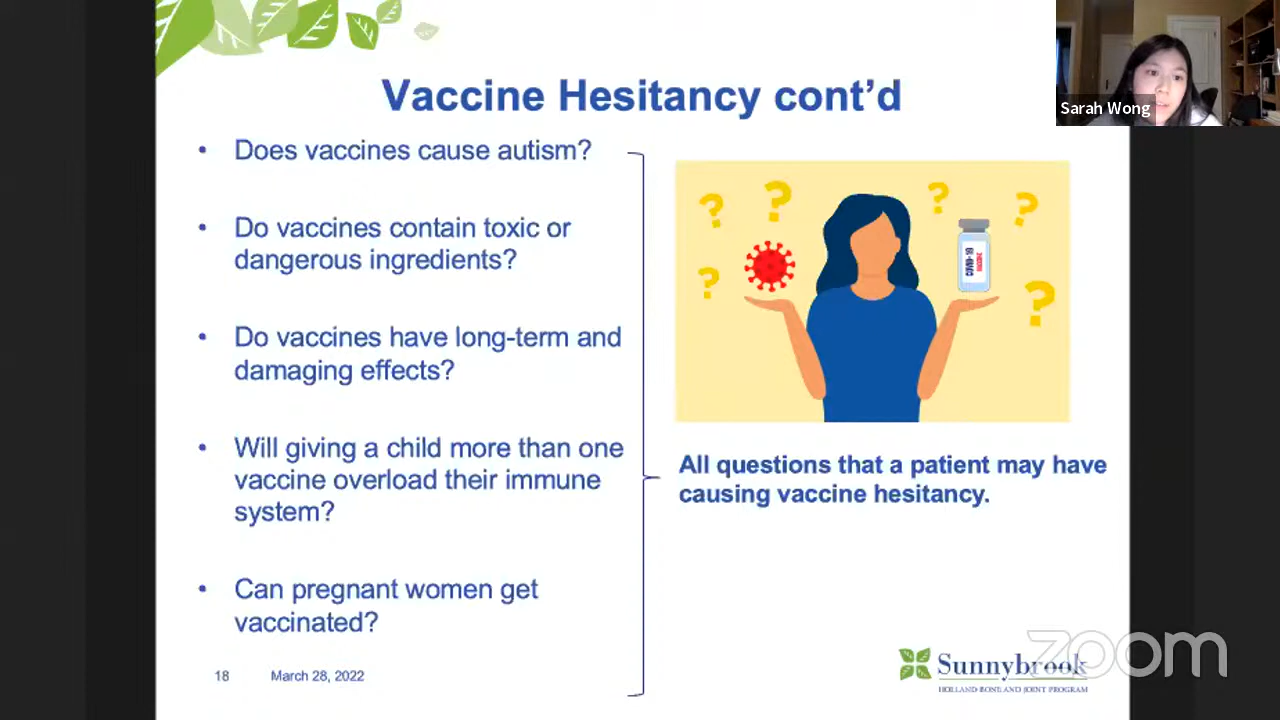 Vaccine Hesitancy cont’d
Sarah Wong
• Does vaccines cause autism?
• Do vaccines contain toxic or
dangerous ingredients?
• Do vaccines have long-term and
damaging effects?
• Will giving a child more than one
vaccine overload their immune
system?
• Can pregnant women get
vaccinated?
? ? ? ? ? ?
COVID-19
VACCINE
All questions that a patient may have
causing vaccine hesitancy.
18 March 28, 2022
Sunnybrook
HOLLAND BONE AND JOINT PROGRAM
zoom